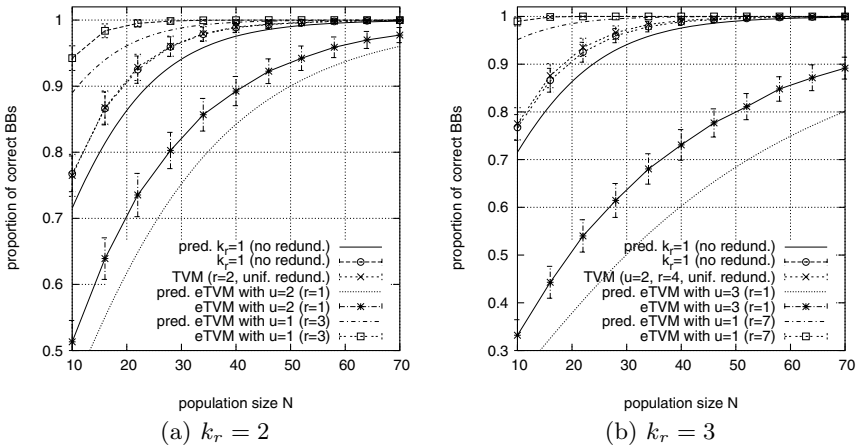 1
0.9
0.8
0.7
0.6
0.5
proportion of correct BBs
pred. k_r=1 (no redund.)
k_r=1 (no redund.)
TVM (r=2, unif. redund.)
pred. eTVM with u=2 (r=1)
eTVM with u=2 (r=1)
pred. eTVM with u=1 (r=3)
eTVM with u=1 (r=3)
10 20 30 40 50 60 70
population size N
(a) k_r = 2
1
0.9
0.8
0.7
0.6
0.5
0.4
0.3
proportion of correct BBs
pred. k_r=1 (no redund.)
k_r=1 (no redund.)
TVM (u=2, r=4, unif. redund.)
pred. eTVM with u=3 (r=1)
eTVM with u=3 (r=1)
pred. eTVM with u=1 (r=7)
eTVM with u=1 (r=7)
10 20 30 40 50 60 70
population size N
(b) k_r = 3